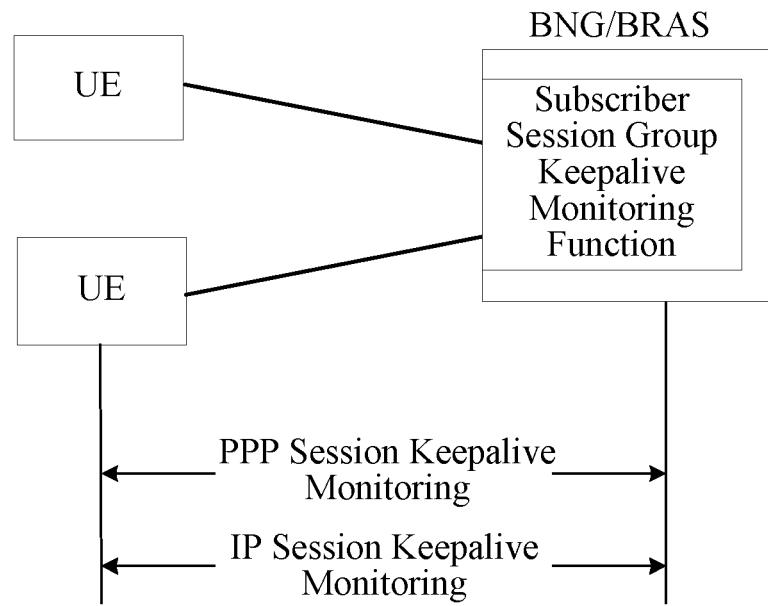 BNG/BRAS
UE
Subscriber
Session Group
Keepalive
Monitoring
Function
UE
PPP Session Keepalive
Monitoring
IP Session Keepalive
Monitoring